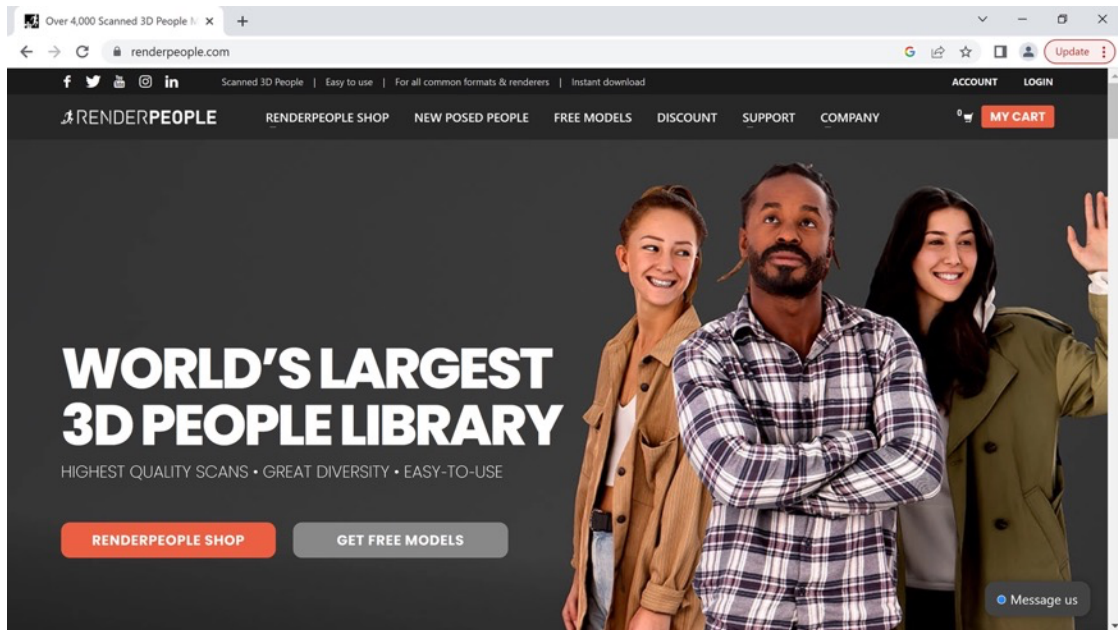 Over 4,000 Scanned 3D People M
renderpeople.com
Update
Scanned 3D People | Easy to use | For all common formats & renderers | Instant download
ACCOUNT LOGIN
RENDERPEOPLE
RENDERPEOPLE SHOP NEW POSED PEOPLE FREE MODELS DISCOUNT SUPPORT COMPANY
0 MY CART
WORLD'S LARGEST
3D PEOPLE LIBRARY
HIGHEST QUALITY SCANS • GREAT DIVERSITY • EASY-TO-USE
RENDERPEOPLE SHOP GET FREE MODELS
Message us